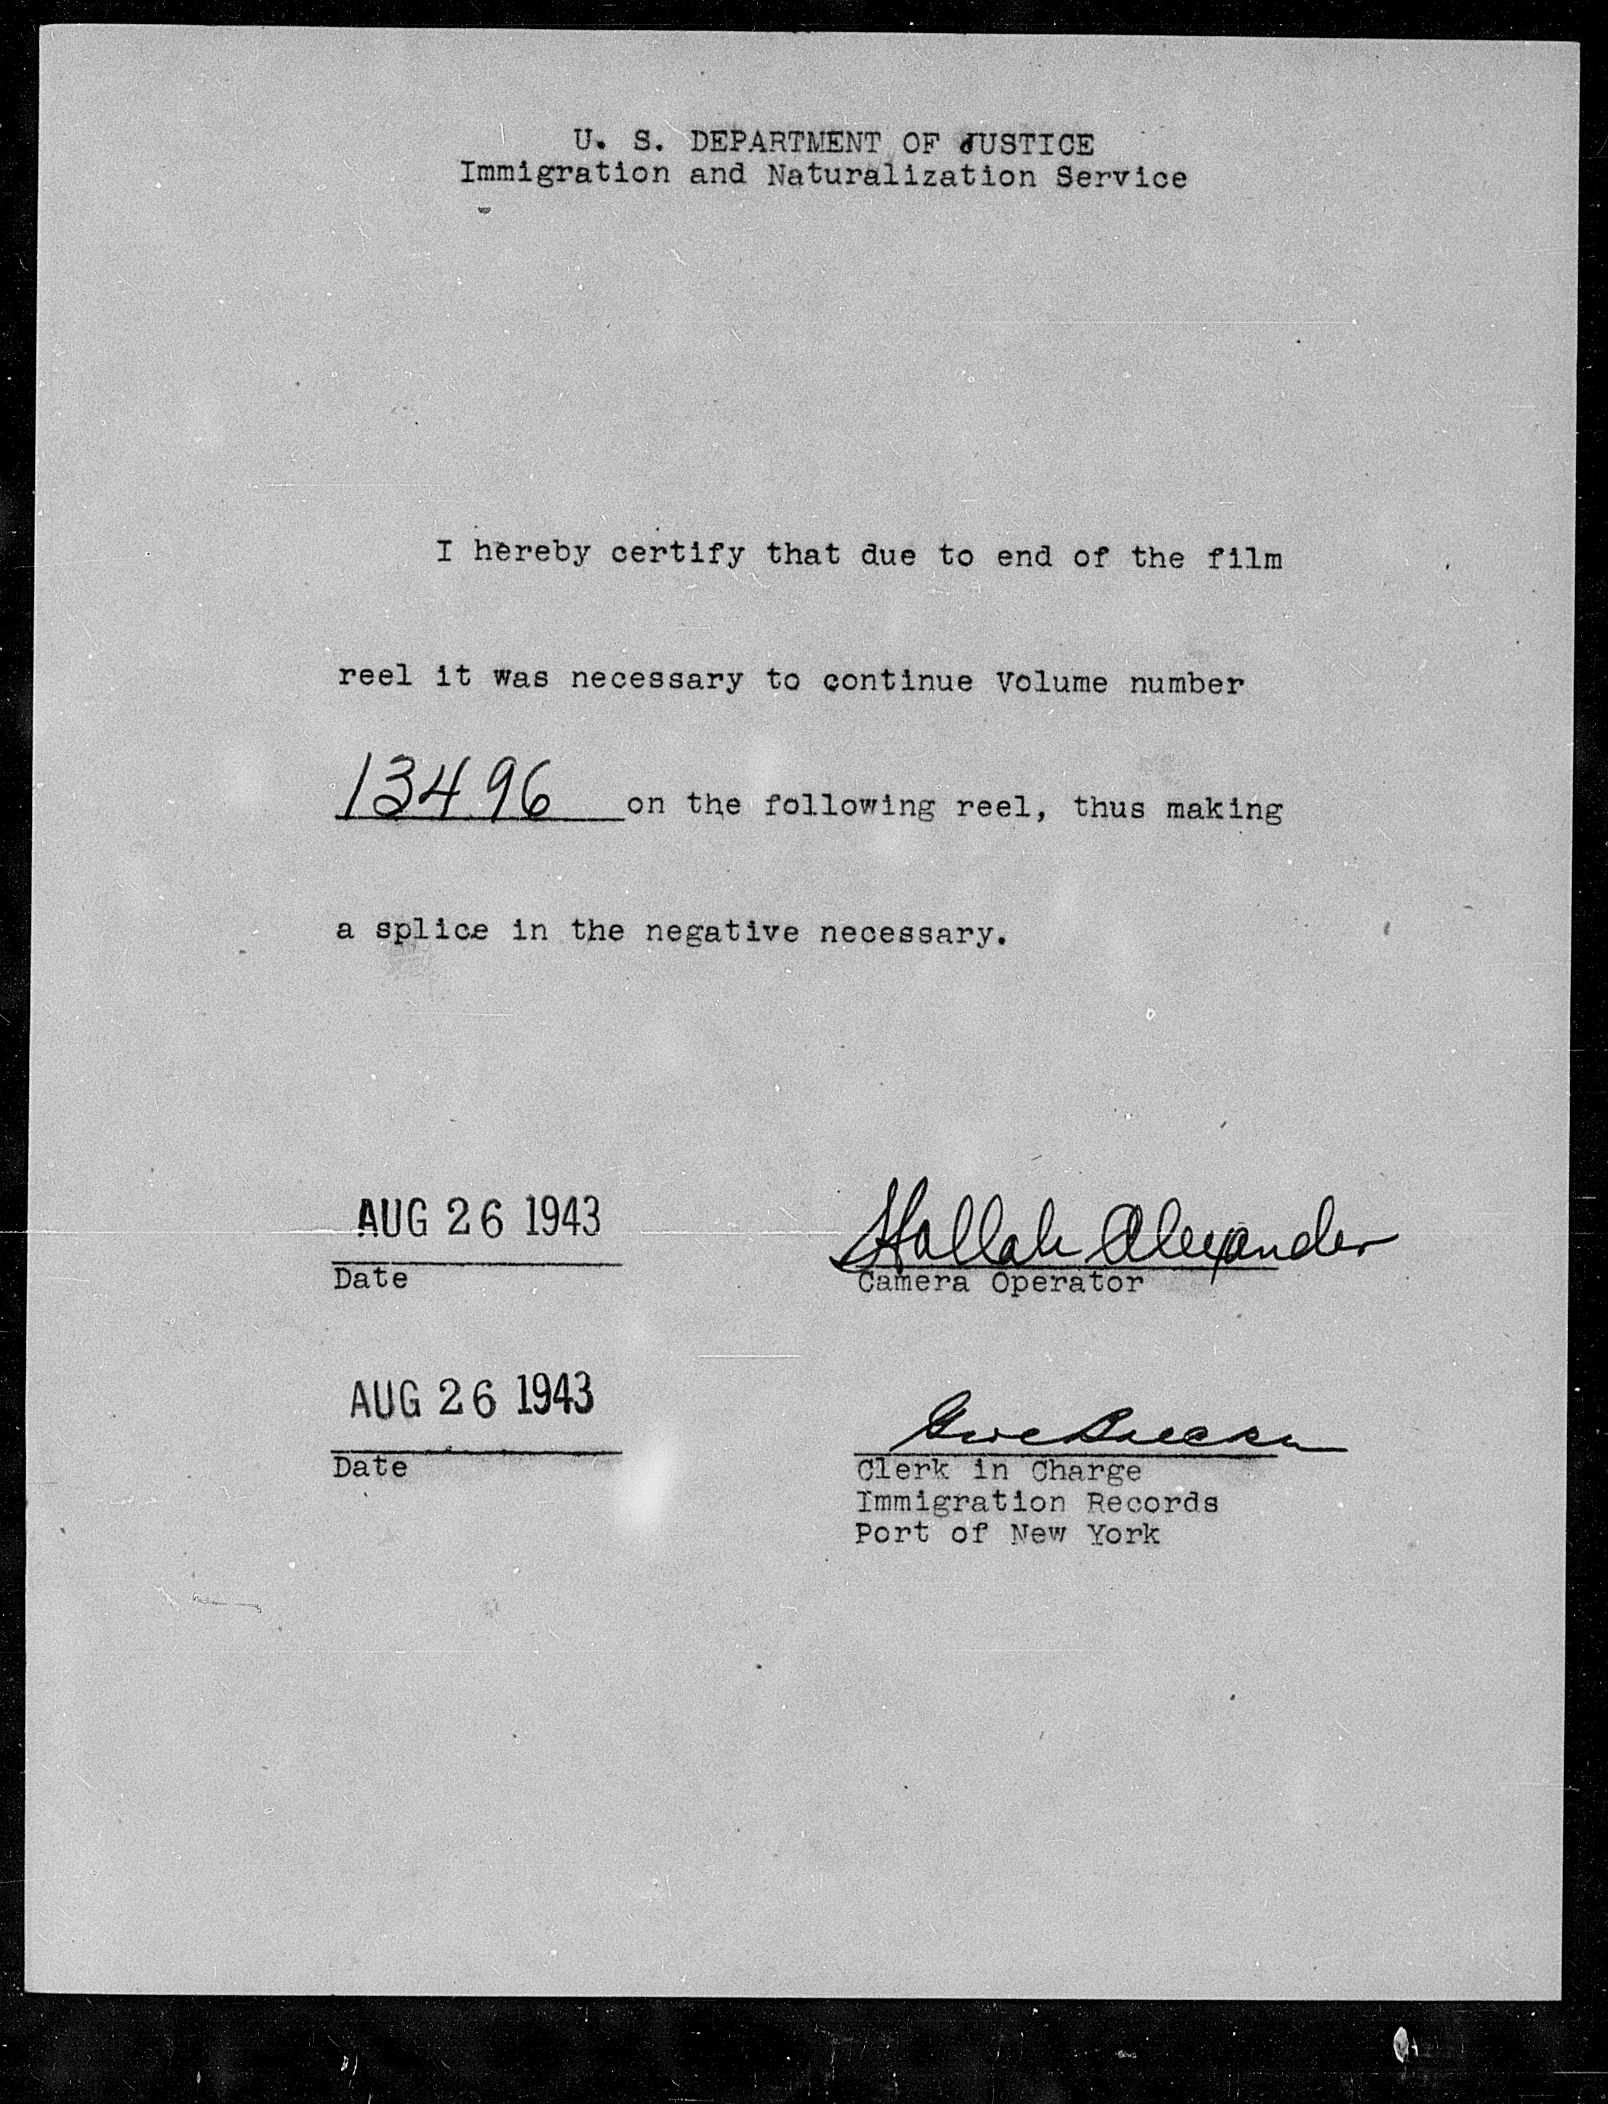 U. S. DEPARTMENT OF JUSTICE
Immigration and Naturalization Service
I hereby certify that due to end of the film
reel it was necessary to continue Volume number
13496 on the following reel, thus making
a splice in the negative necessary.
AUG 26 1943
Alexander
Date
Camera Operator
AUG 26 1943
Date
Clerk in Charge
Immigration Records
Port of New York